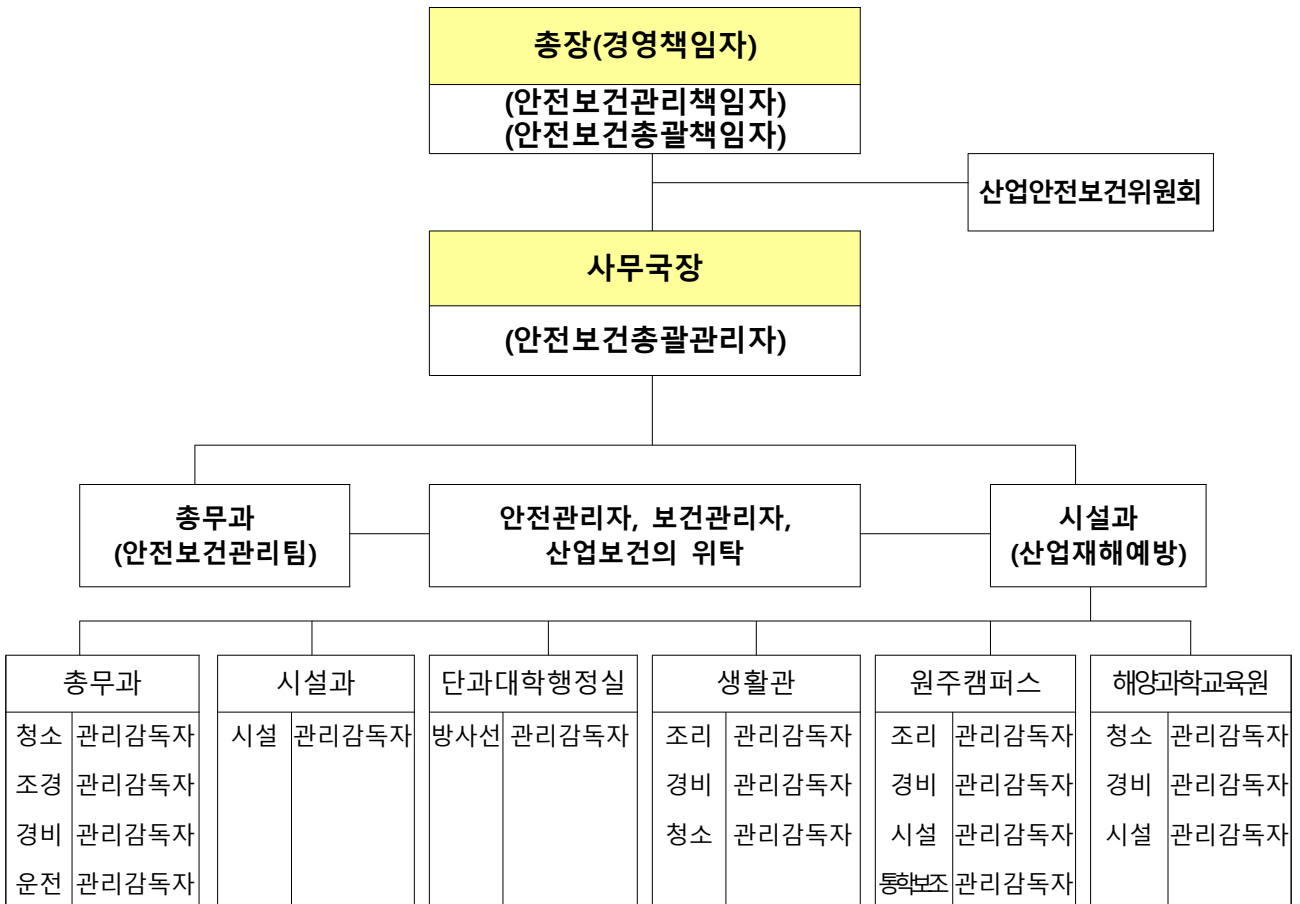 총장(경영책임자)
(안전보건관리책임자)
(안전보건총괄책임자)
산업안전보건위원회
사무국장
(안전보건총괄관리자)
총무과
(안전보건관리팀)
안전관리자, 보건관리자,
산업보건의 위탁
시설과
(산업재해예방)
총무과
청소 관리감독자
조경 관리감독자
경비 관리감독자
운전 관리감독자
시설과
시설 관리감독자
단과대학행정실
방사선 관리감독자
생활관
조리 관리감독자
경비 관리감독자
청소 관리감독자
원주캠퍼스
조리 관리감독자
경비 관리감독자
시설 관리감독자
통학보조 관리감독자
해양과학교육원
청소 관리감독자
경비 관리감독자
시설 관리감독자